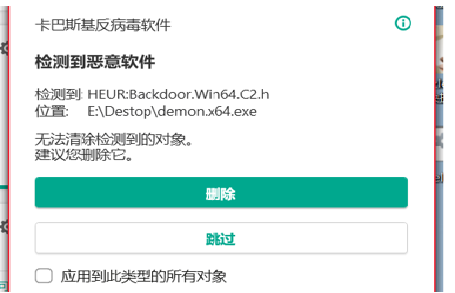 卡巴斯基反病毒软件
检测到恶意软件
检测到: HEUR:Backdoor.Win64.C2.h
位置: E:\Destop\demon.x64.exe
无法清除检测到的对象。
建议您删除它。
删除
跳过
应用到此类型的所有对象